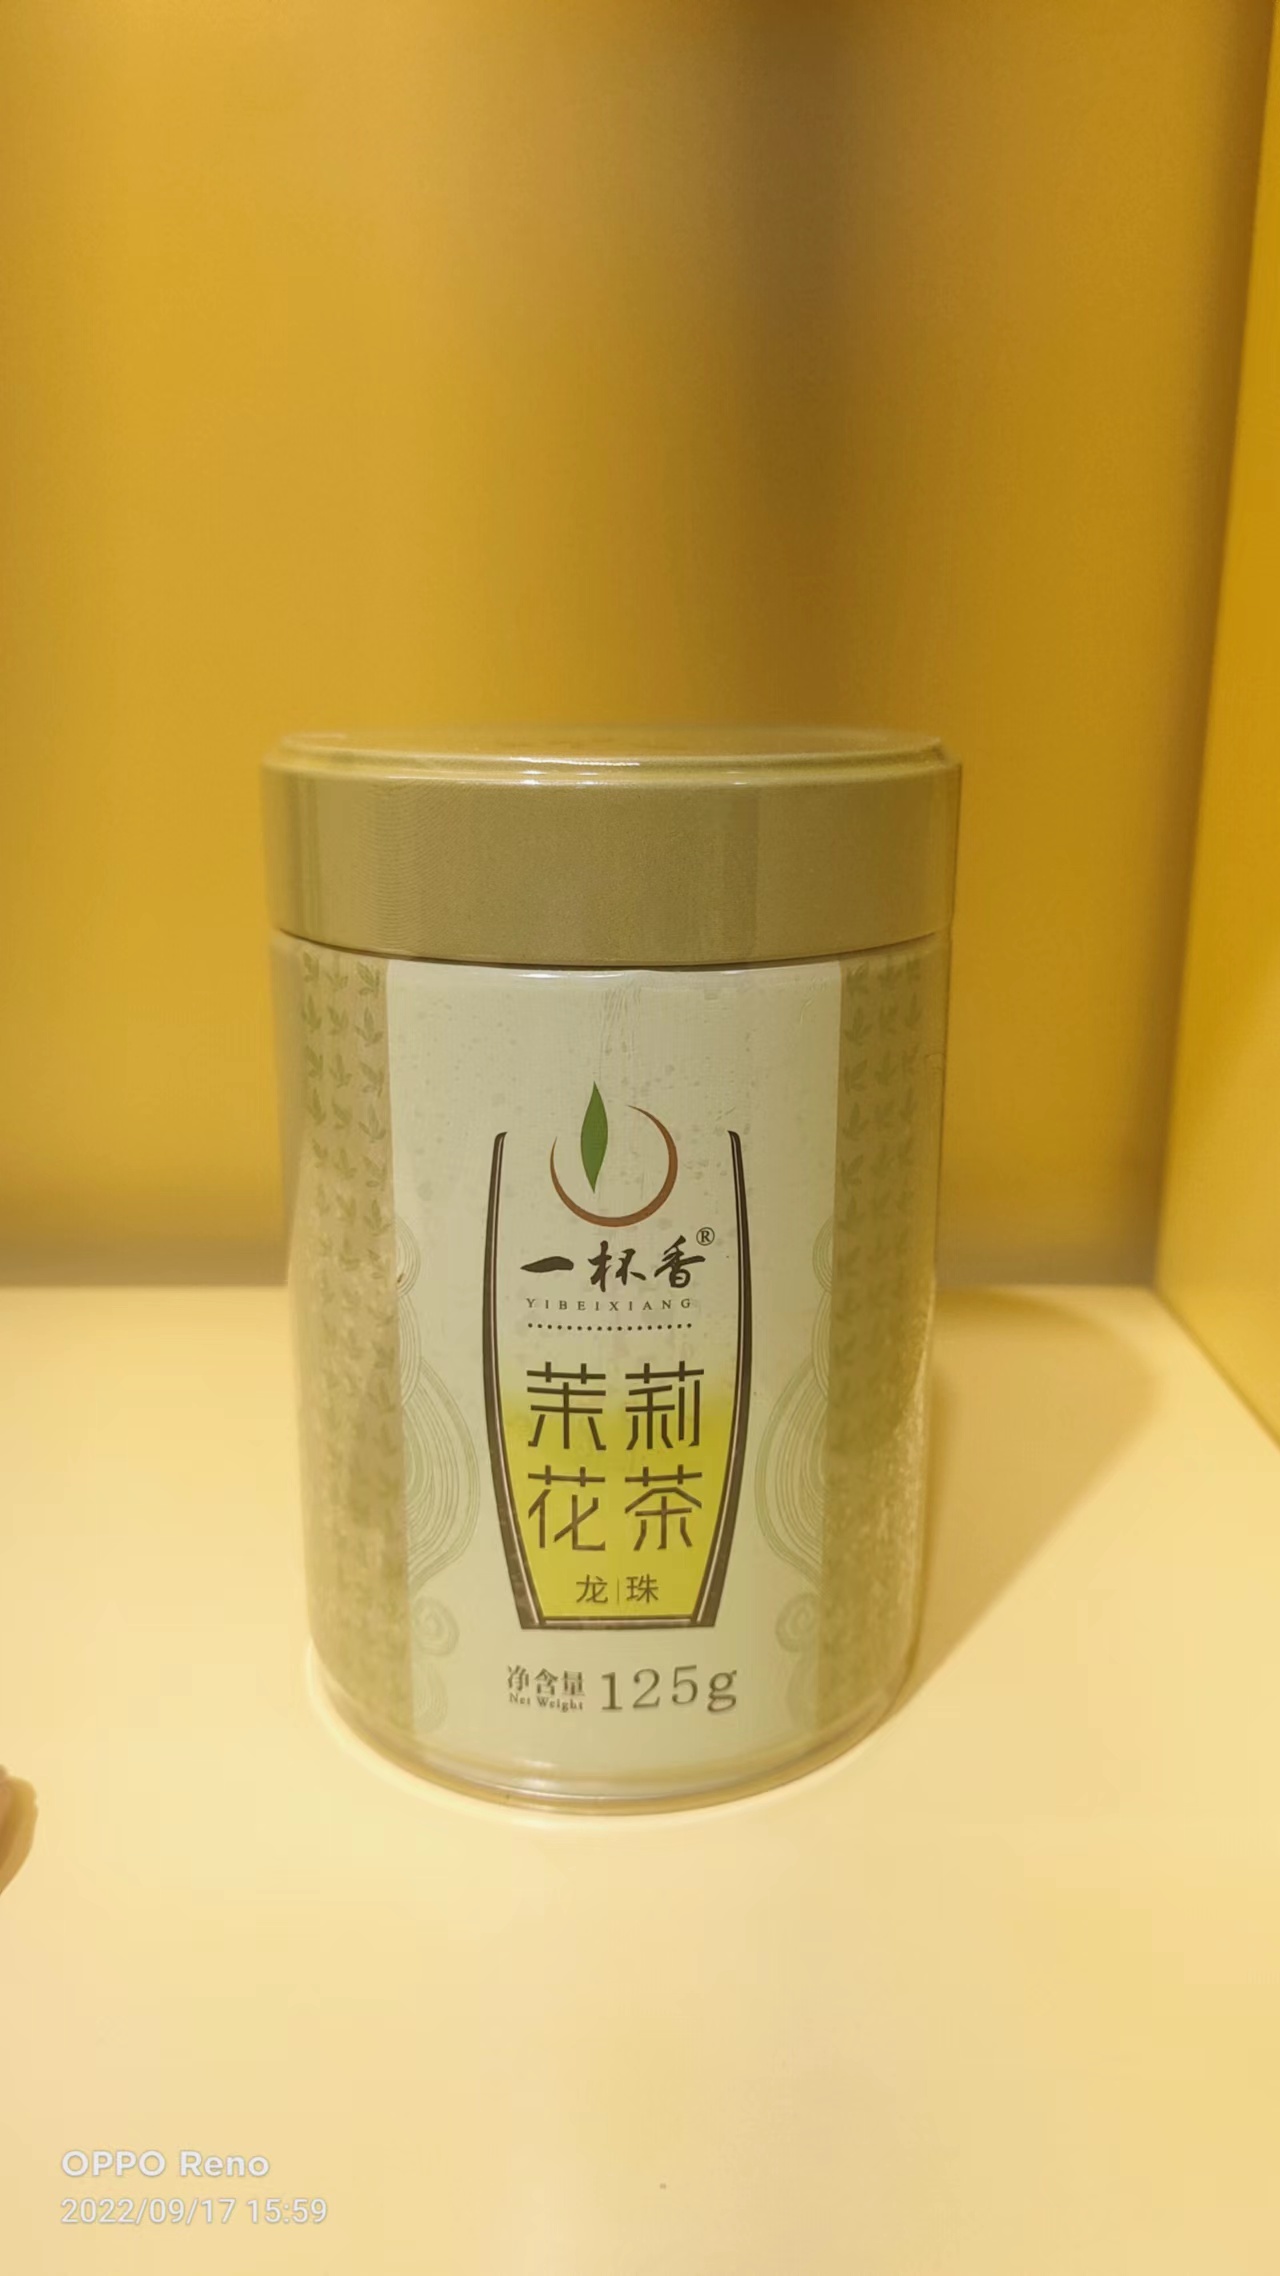 一杯香®
YIBEIXIANG
茉莉
花茶
龙|珠
净含量 125g
Net Weight
OPPO Reno
2022/09/17 15:59